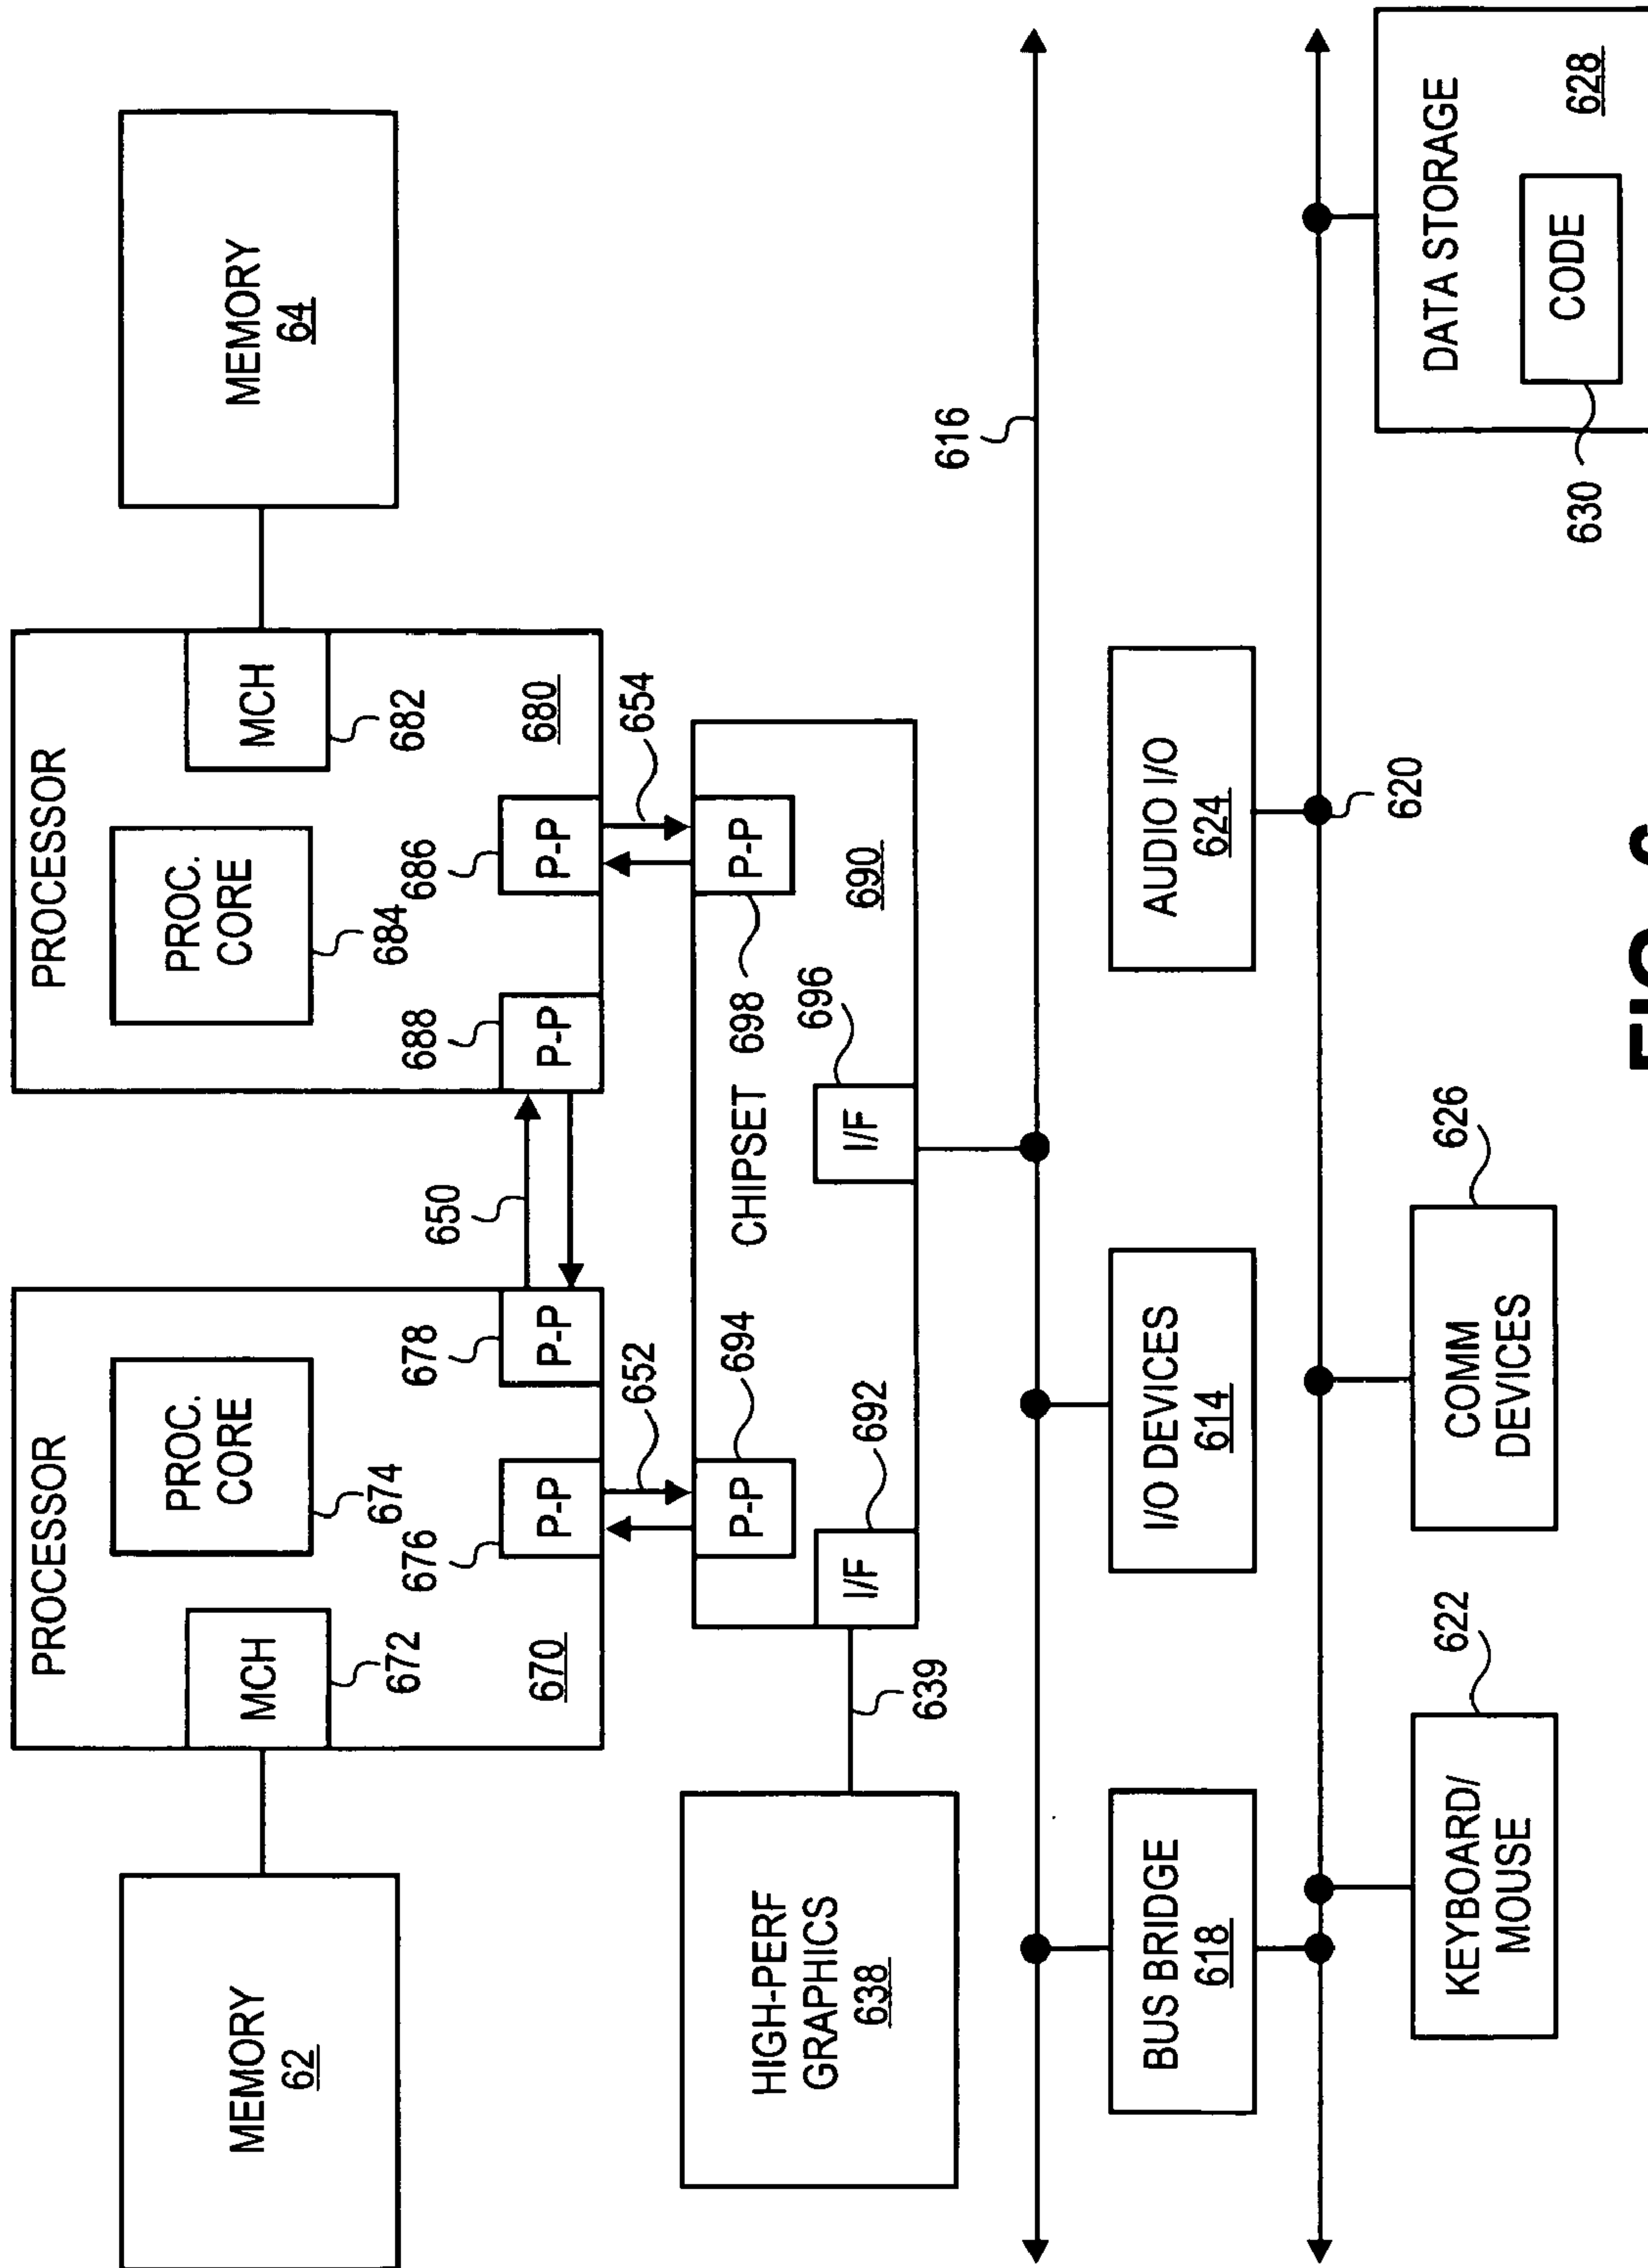 PROCESSOR
PROCESSOR
MEMORY
62
MCH
672
PROC.
CORE
674
676
P-P
678
P-P
670
650
688
P-P
PROC.
CORE
684
686
P-P
MCH
682
680
MEMORY
64
652
654
HIGH-PERF
GRAPHICS
638
639
I/F
692
P-P
694
CHIPSET
698
P-P
I/F
696
690
616
BUS BRIDGE
618
I/O DEVICES
614
AUDIO I/O
624
620
KEYBOARD/
MOUSE
622
COMM
DEVICES
626
DATA STORAGE
628
CODE
630
FIG.